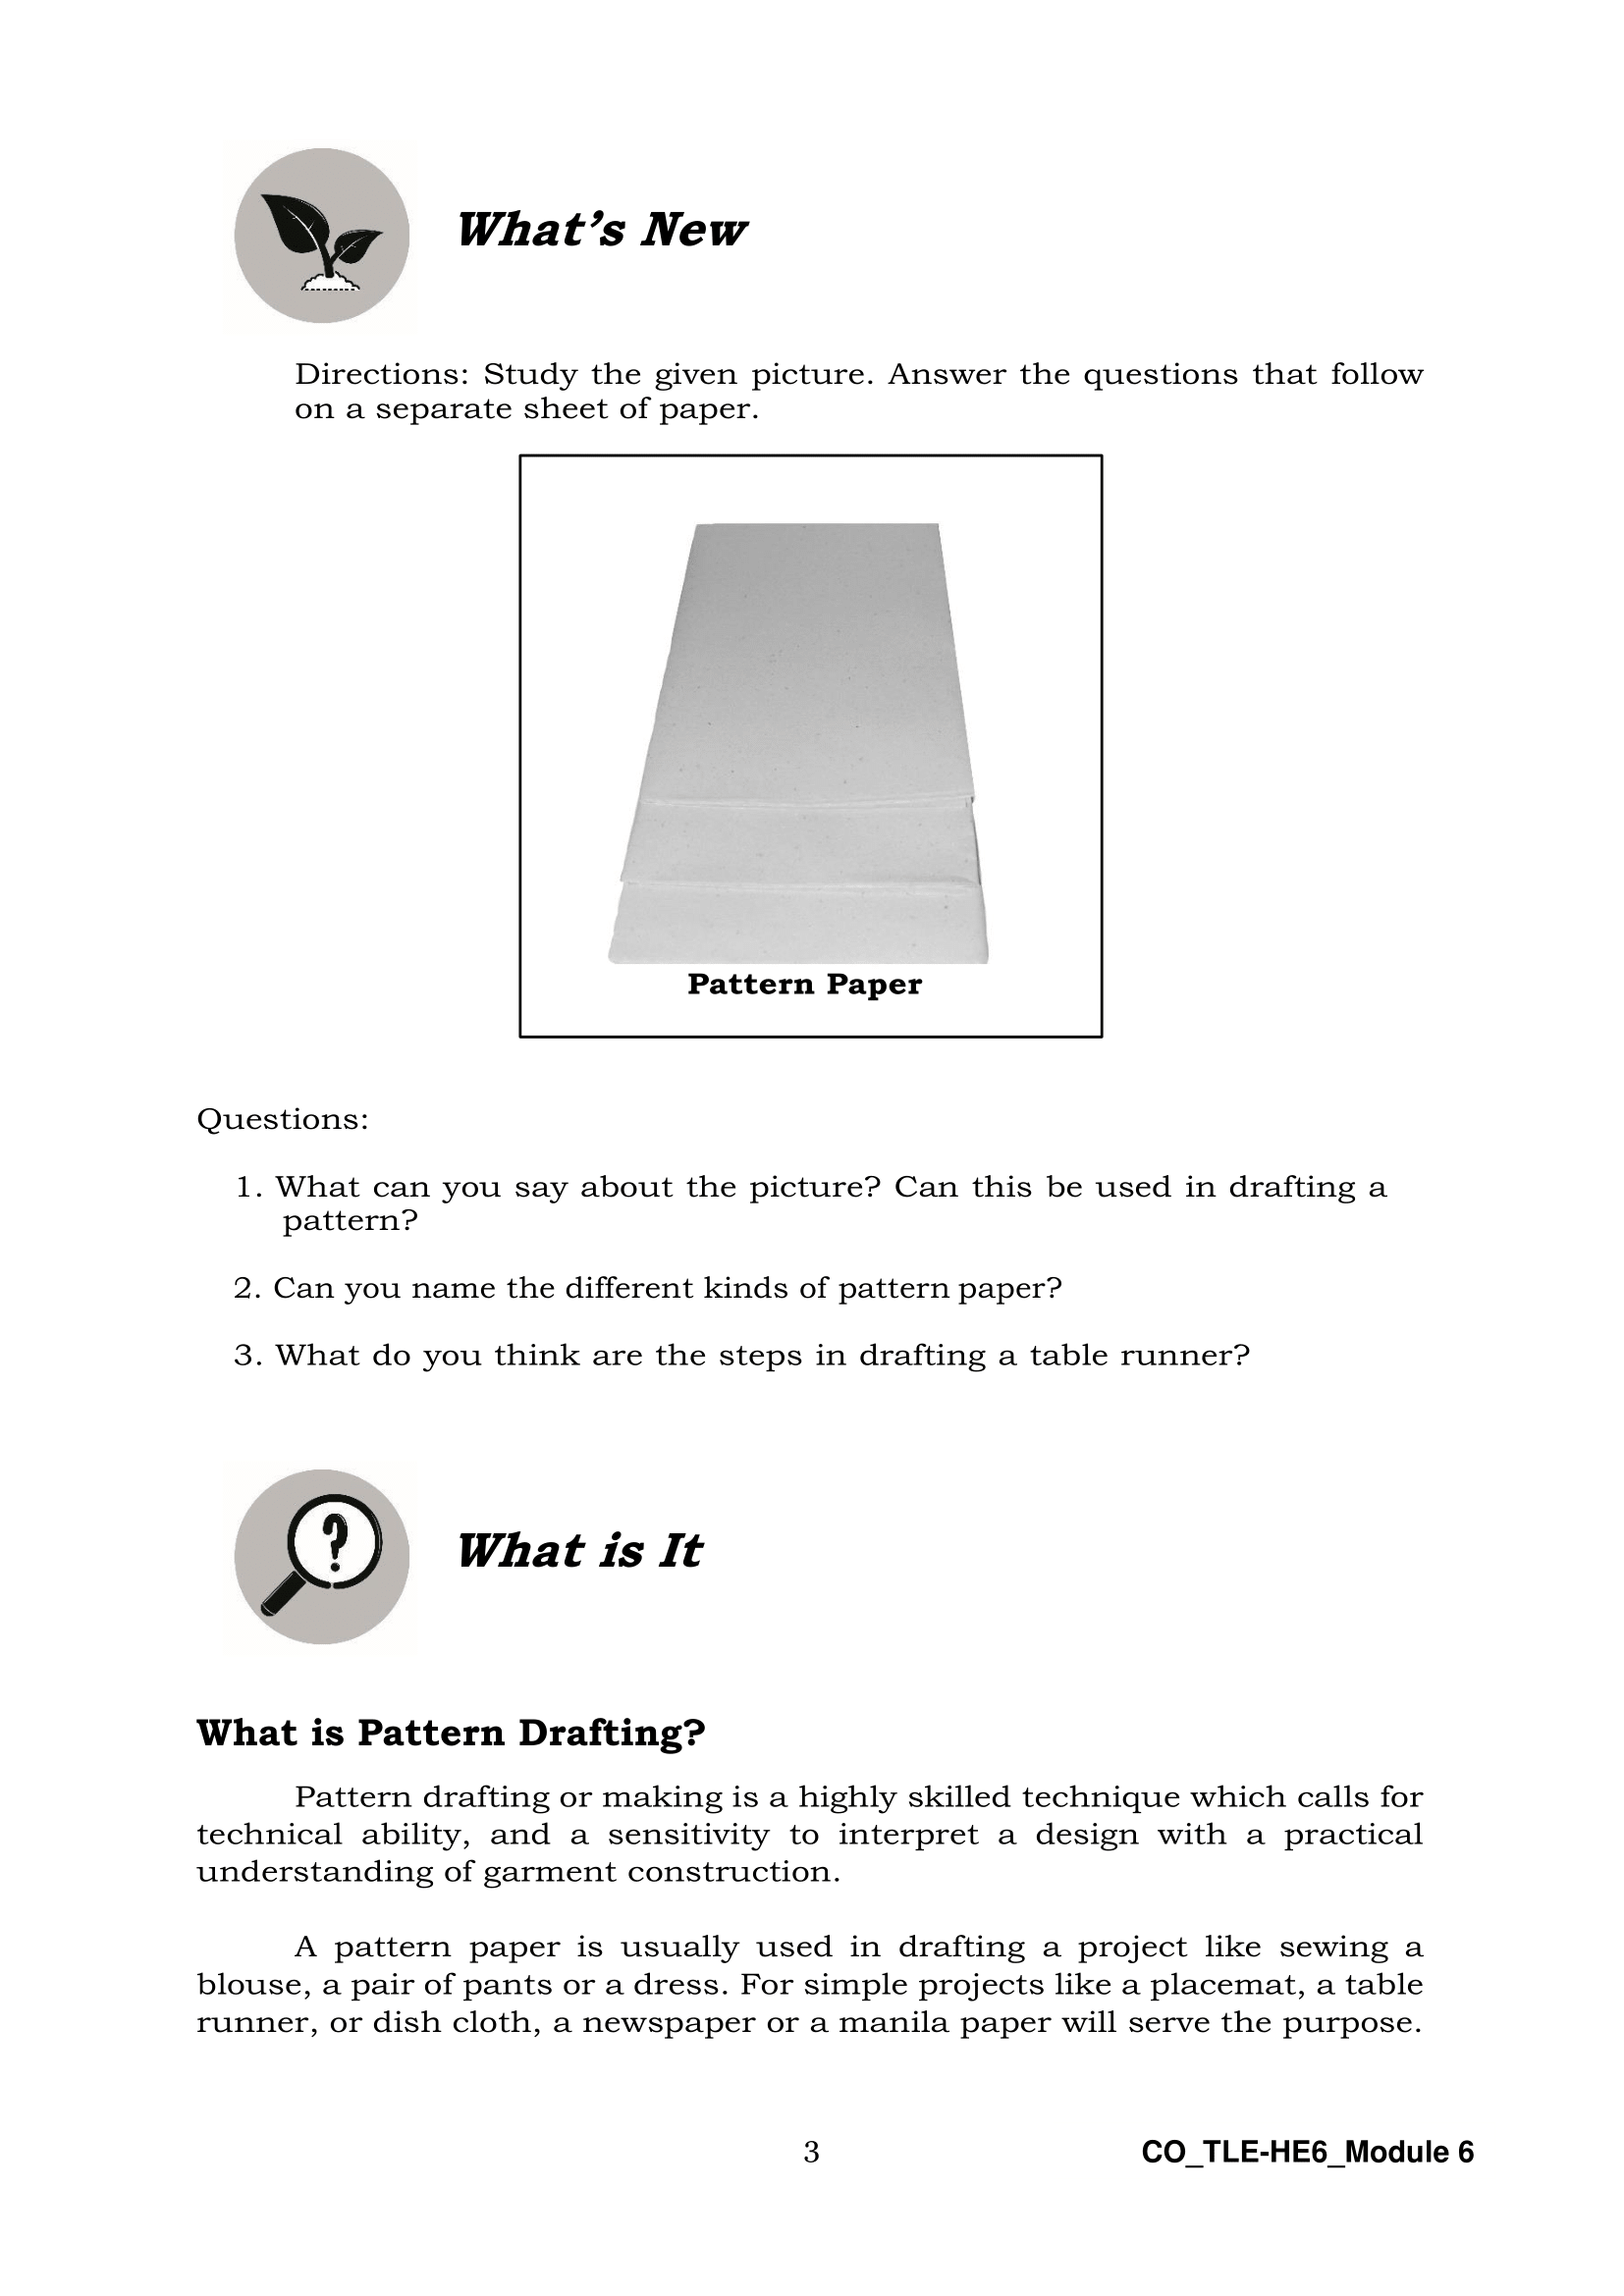 What’s New
Directions: Study the given picture. Answer the questions that follow
on a separate sheet of paper.
Pattern Paper
Questions:
1. What can you say about the picture? Can this be used in drafting a
pattern?
2. Can you name the different kinds of pattern paper?
3. What do you think are the steps in drafting a table runner?
?
What is It
What is Pattern Drafting?
Pattern drafting or making is a highly skilled technique which calls for
technical ability, and a sensitivity to interpret a design with a practical
understanding of garment construction.
A pattern paper is usually used in drafting a project like sewing a
blouse, a pair of pants or a dress. For simple projects like a placemat, a table
runner, or dish cloth, a newspaper or a manila paper will serve the purpose.
3
CO_TLE-HE6_Module 6